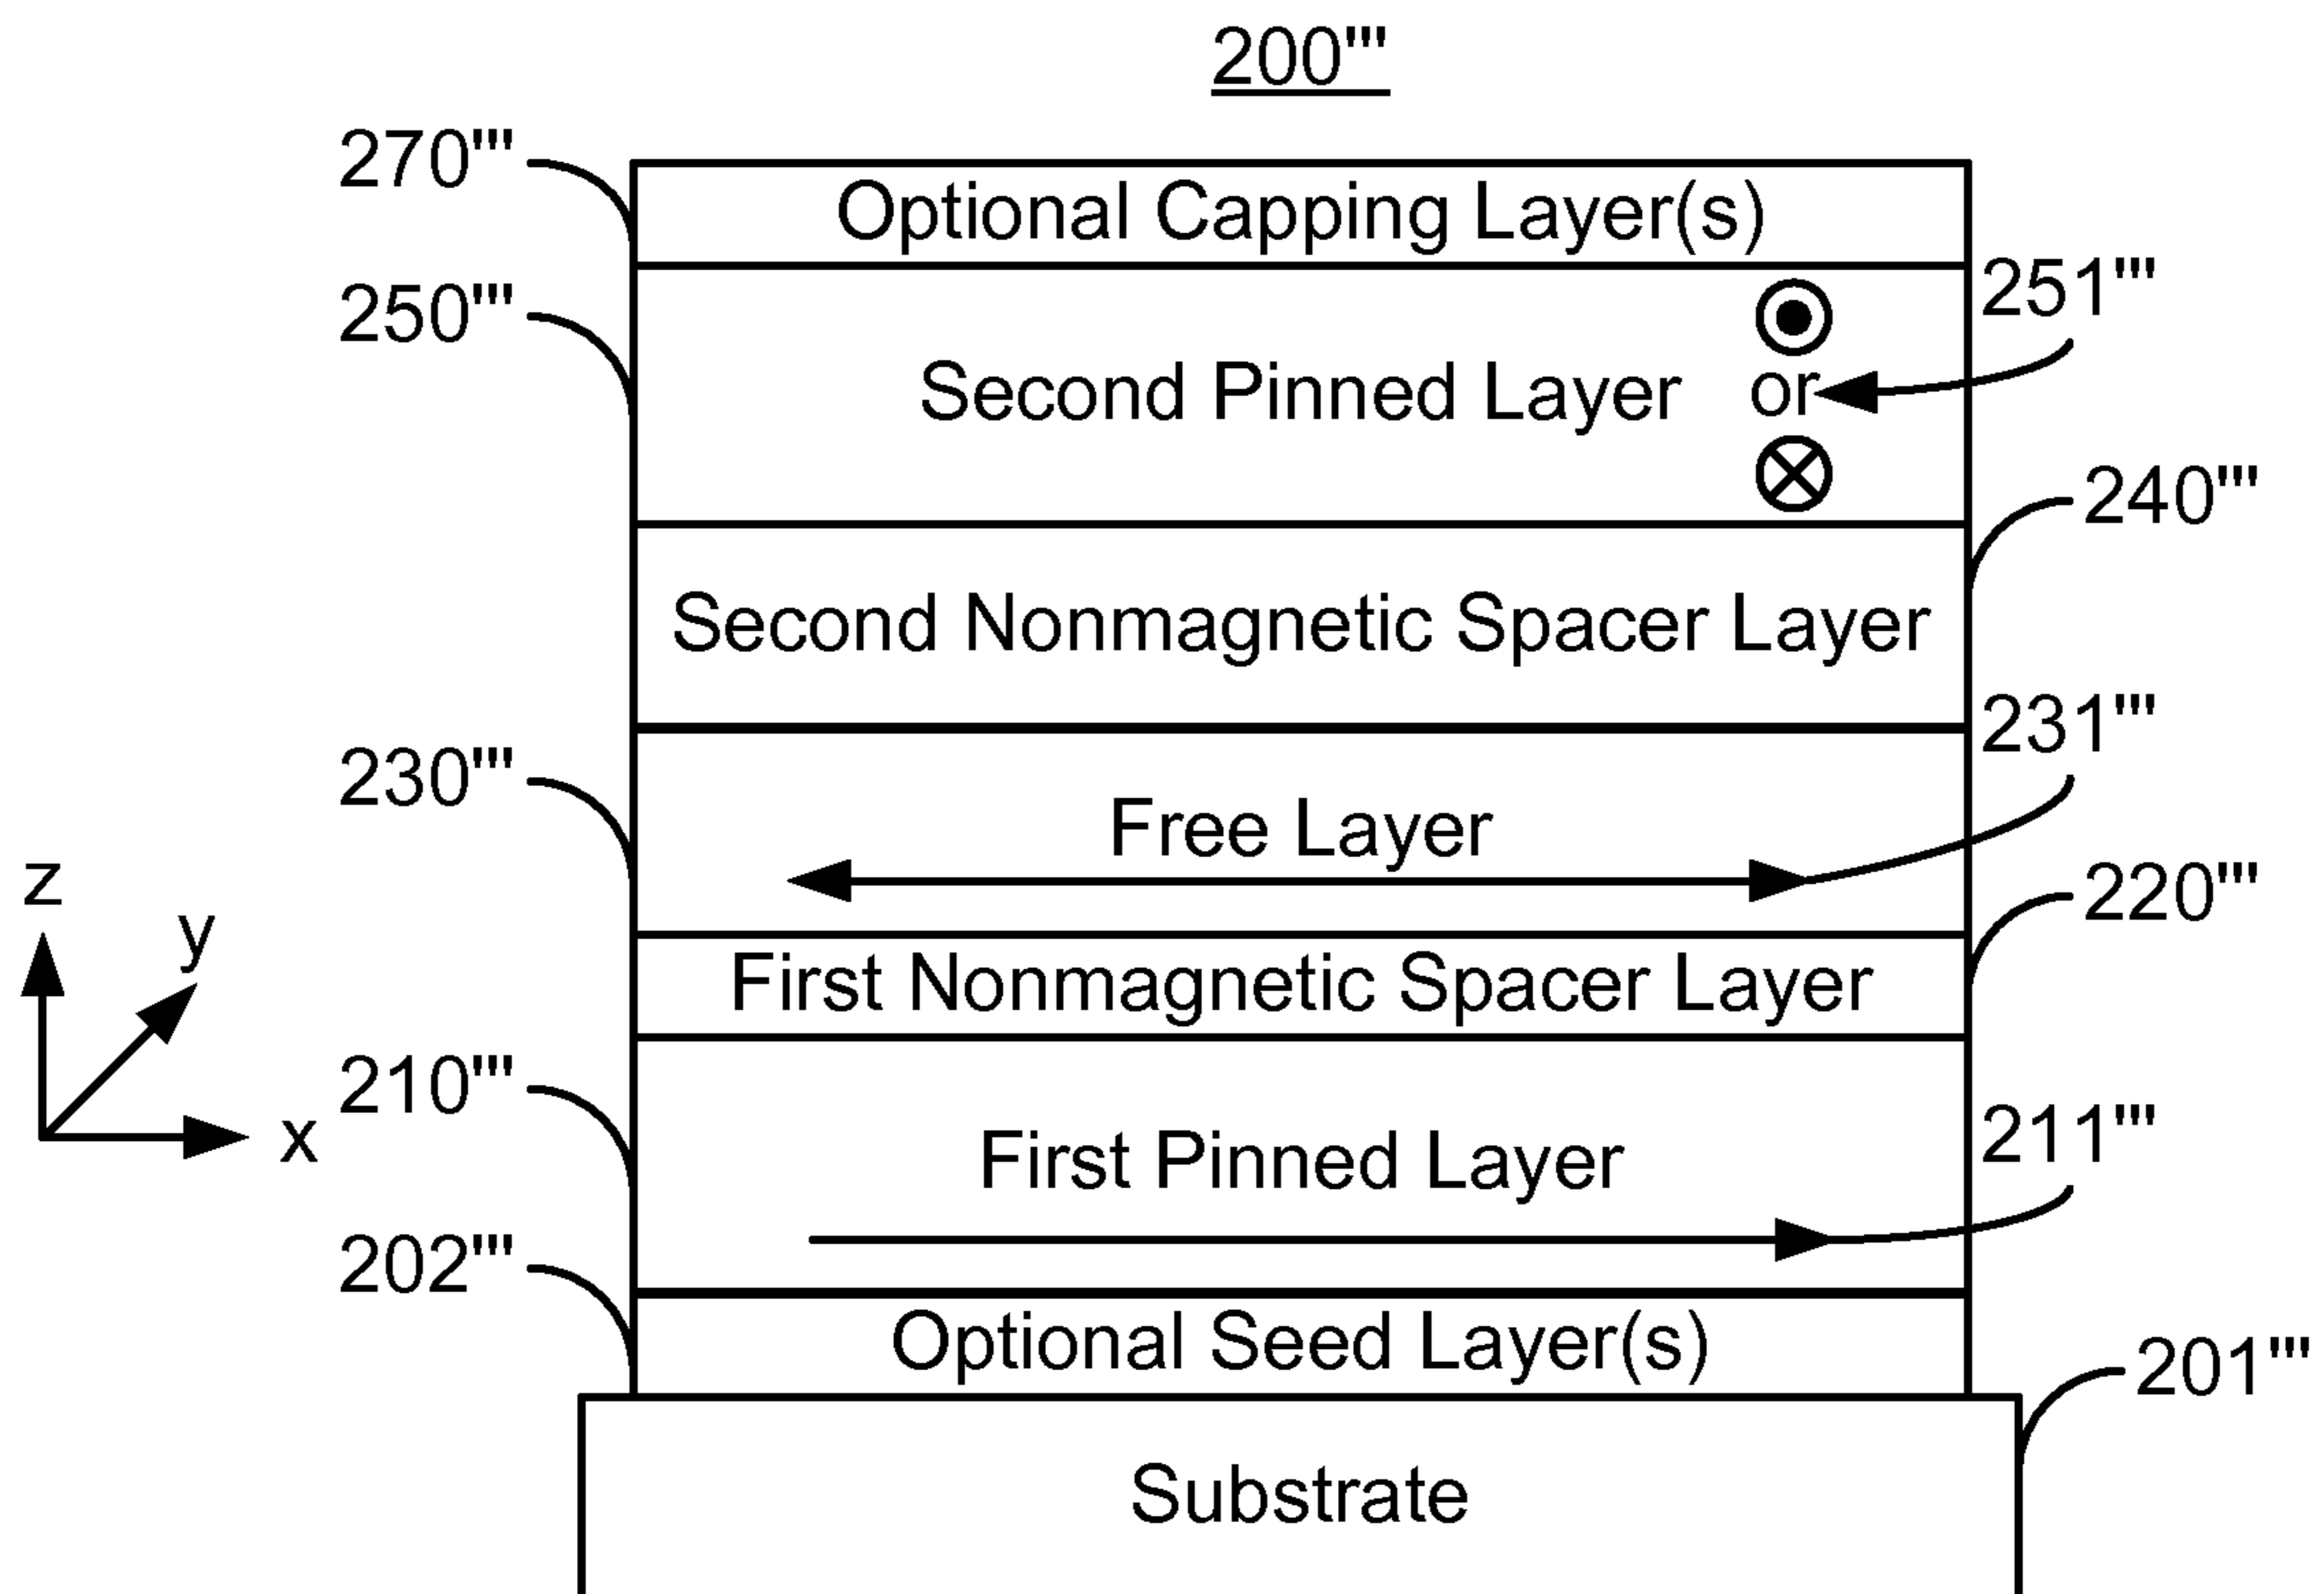 200"'
270"'
Optional Capping Layer(s)
250"'
251"'
Second Pinned Layer or
240"'
Second Nonmagnetic Spacer Layer
231"'
230"'
Free Layer
z
y
220"'
First Nonmagnetic Spacer Layer
210"'
x
211"'
First Pinned Layer
202"'
Optional Seed Layer(s)
201"'
Substrate